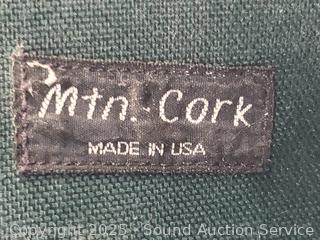 Mtn. Cork
MADE IN USA
Copyright 2025 - Sound Auction Service